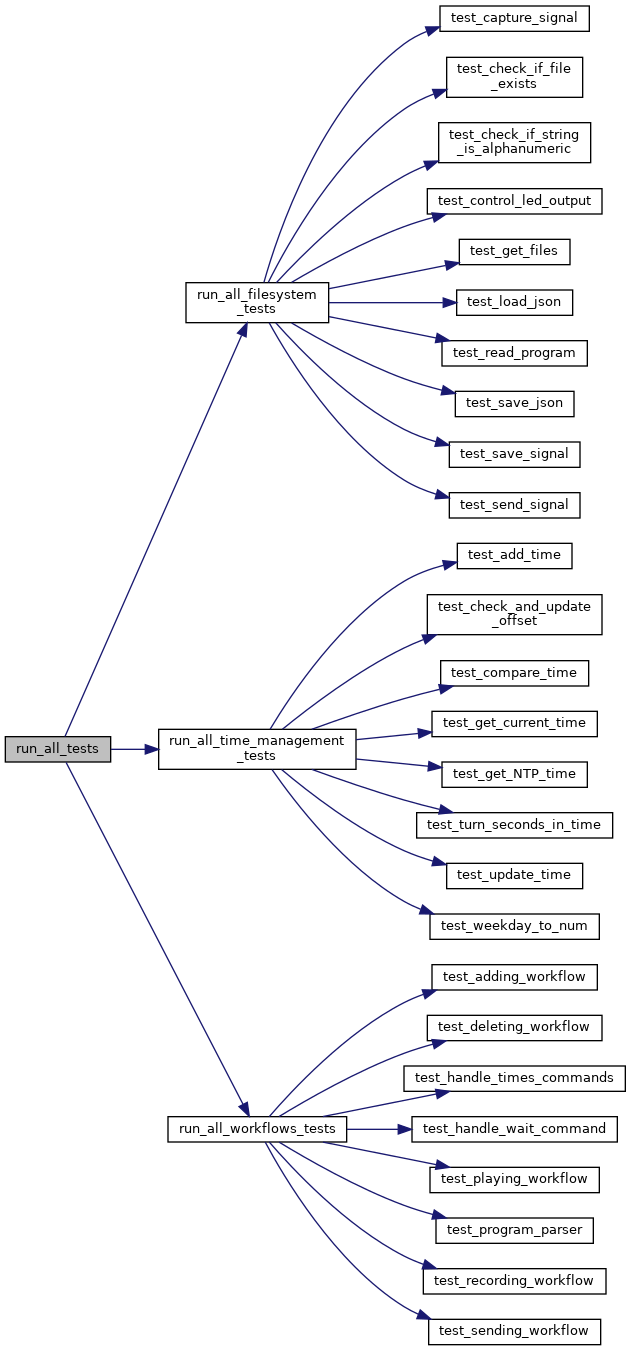 test_capture_signal
test_check_if_file
_exists
test_check_if_string
_is_alphanumeric
test_control_led_output
test_get_files
run_all_filesystem
_tests
test_load_json
test_read_program
test_save_json
test_save_signal
test_send_signal
test_add_time
test_check_and_update
_offset
test_compare_time
test_get_current_time
run_all_tests
run_all_time_management
_tests
test_get_NTP_time
test_turn_seconds_in_time
test_update_time
test_weekday_to_num
test_adding_workflow
test_deleting_workflow
test_handle_times_commands
run_all_workflows_tests
test_handle_wait_command
test_playing_workflow
test_program_parser
test_recording_workflow
test_sending_workflow